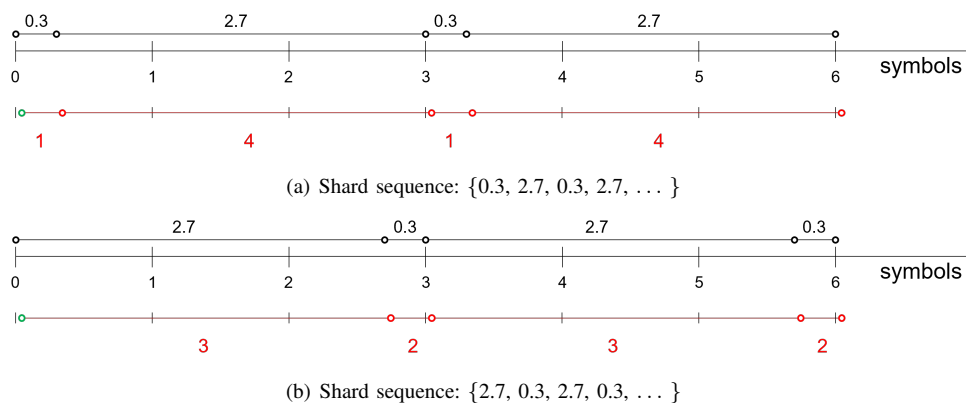 0.3 2.7 0.3 2.7
0 1 2 3 4 5 6 symbols
1 4 1 4
(a) Shard sequence: {0.3, 2.7, 0.3, 2.7, ... }
2.7 0.3 2.7 0.3
0 1 2 3 4 5 6 symbols
3 2 3 2
(b) Shard sequence: {2.7, 0.3, 2.7, 0.3, ... }